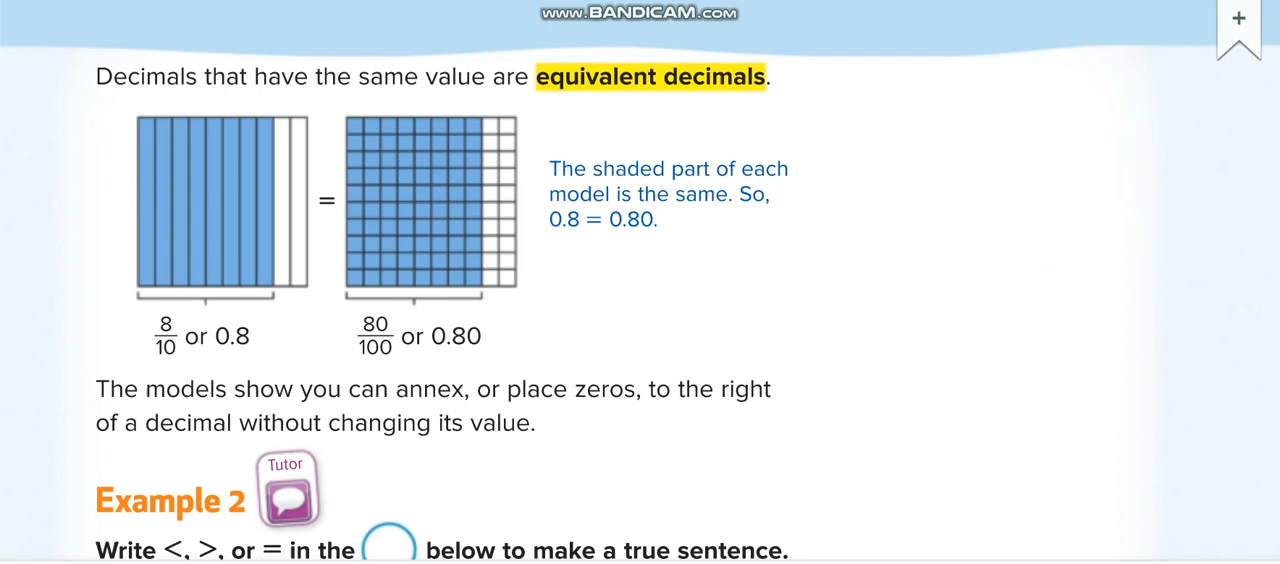 www.BANDICAM.com
+
Decimals that have the same value are equivalent decimals.
=
The shaded part of each
model is the same. So,
0.8 = 0.80.
8/10 or 0.8
80/100 or 0.80
The models show you can annex, or place zeros, to the right
of a decimal without changing its value.
Tutor
Example 2
Write <, >, or = in the ◯ below to make a true sentence.